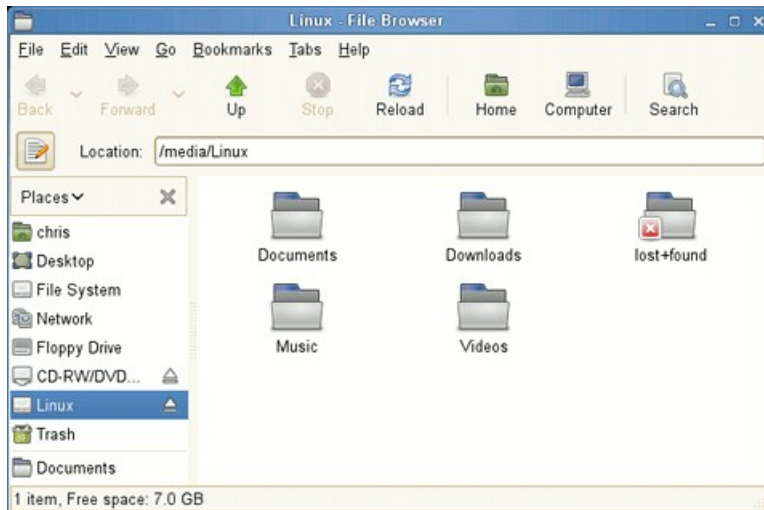 Linux - File Browser
File Edit View Go Bookmarks Tabs Help
Back Forward Up Stop Reload Home Computer Search
Location: /media/Linux
Places
chris
Desktop
File System
Network
Floppy Drive
CD-RW/DVD...
Linux
Trash
Documents
Documents Downloads lost+found
Music Videos
1 item, Free space: 7.0 GB